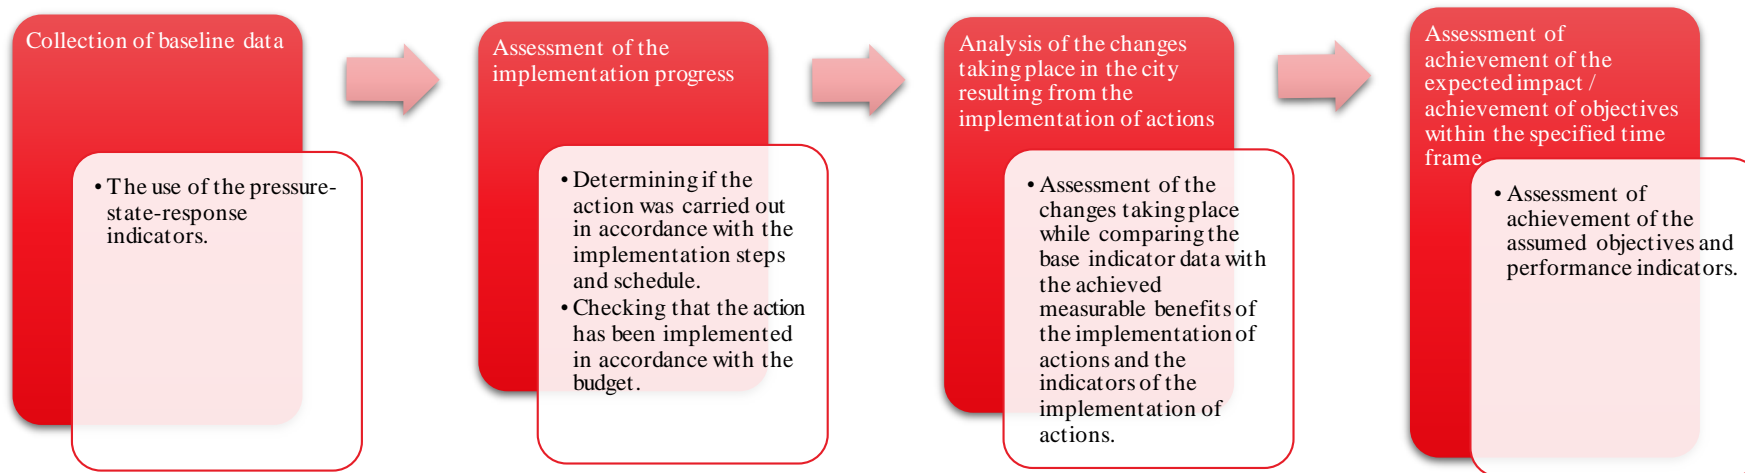 Collection of baseline data
• The use of the pressure-
state-response
indicators.
Assessment of the
implementation progress
• Determining if the
action was carried out
in accordance with the
implementation steps
and schedule.
• Checking that the action
has been implemented
in accordance with the
budget.
Analysis of the changes
taking place in the city
resulting from the
implementation of actions
• Assessment of the
changes taking place
while comparing the
base indicator data with
the achieved
measurable benefits of
the implementation of
actions and the
indicators of the
implementation of
actions.
Assessment of
achievement of the
expected impact /
achievement of objectives
within the specified time
frame
• Assessment of
achievement of the
assumed objectives and
performance indicators.